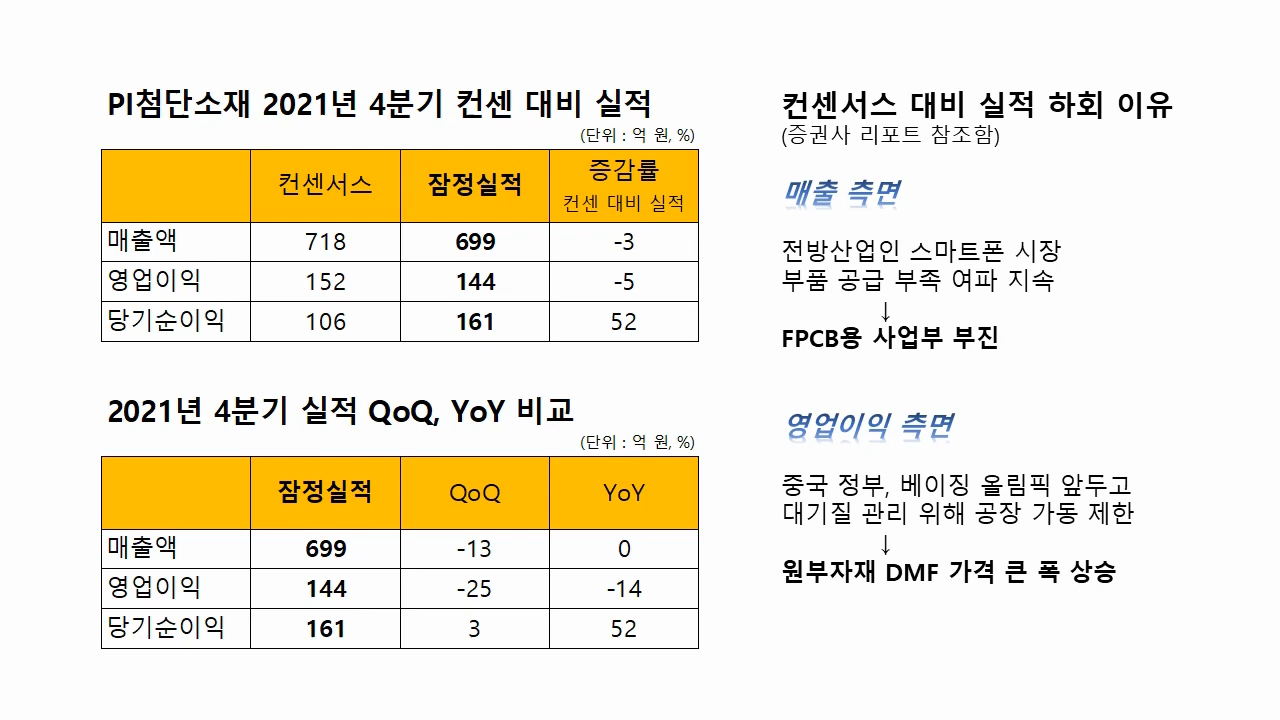 PI첨단소재 2021년 4분기 컨센 대비 실적
(단위 : 억 원, %)
컨센서스 잠정실적 증감률
컨센 대비 실적
매출액 718 699 -3
영업이익 152 144 -5
당기순이익 106 161 52
2021년 4분기 실적 QoQ, YoY 비교
(단위 : 억 원, %)
잠정실적 QoQ YoY
매출액 699 -13 0
영업이익 144 -25 -14
당기순이익 161 3 52
컨센서스 대비 실적 하회 이유
(증권사 리포트 참조함)
매출 측면
전방산업인 스마트폰 시장
부품 공급 부족 여파 지속
↓
FPCB용 사업부 부진
영업이익 측면
중국 정부, 베이징 올림픽 앞두고
대기질 관리 위해 공장 가동 제한
↓
원부자재 DMF 가격 큰 폭 상승